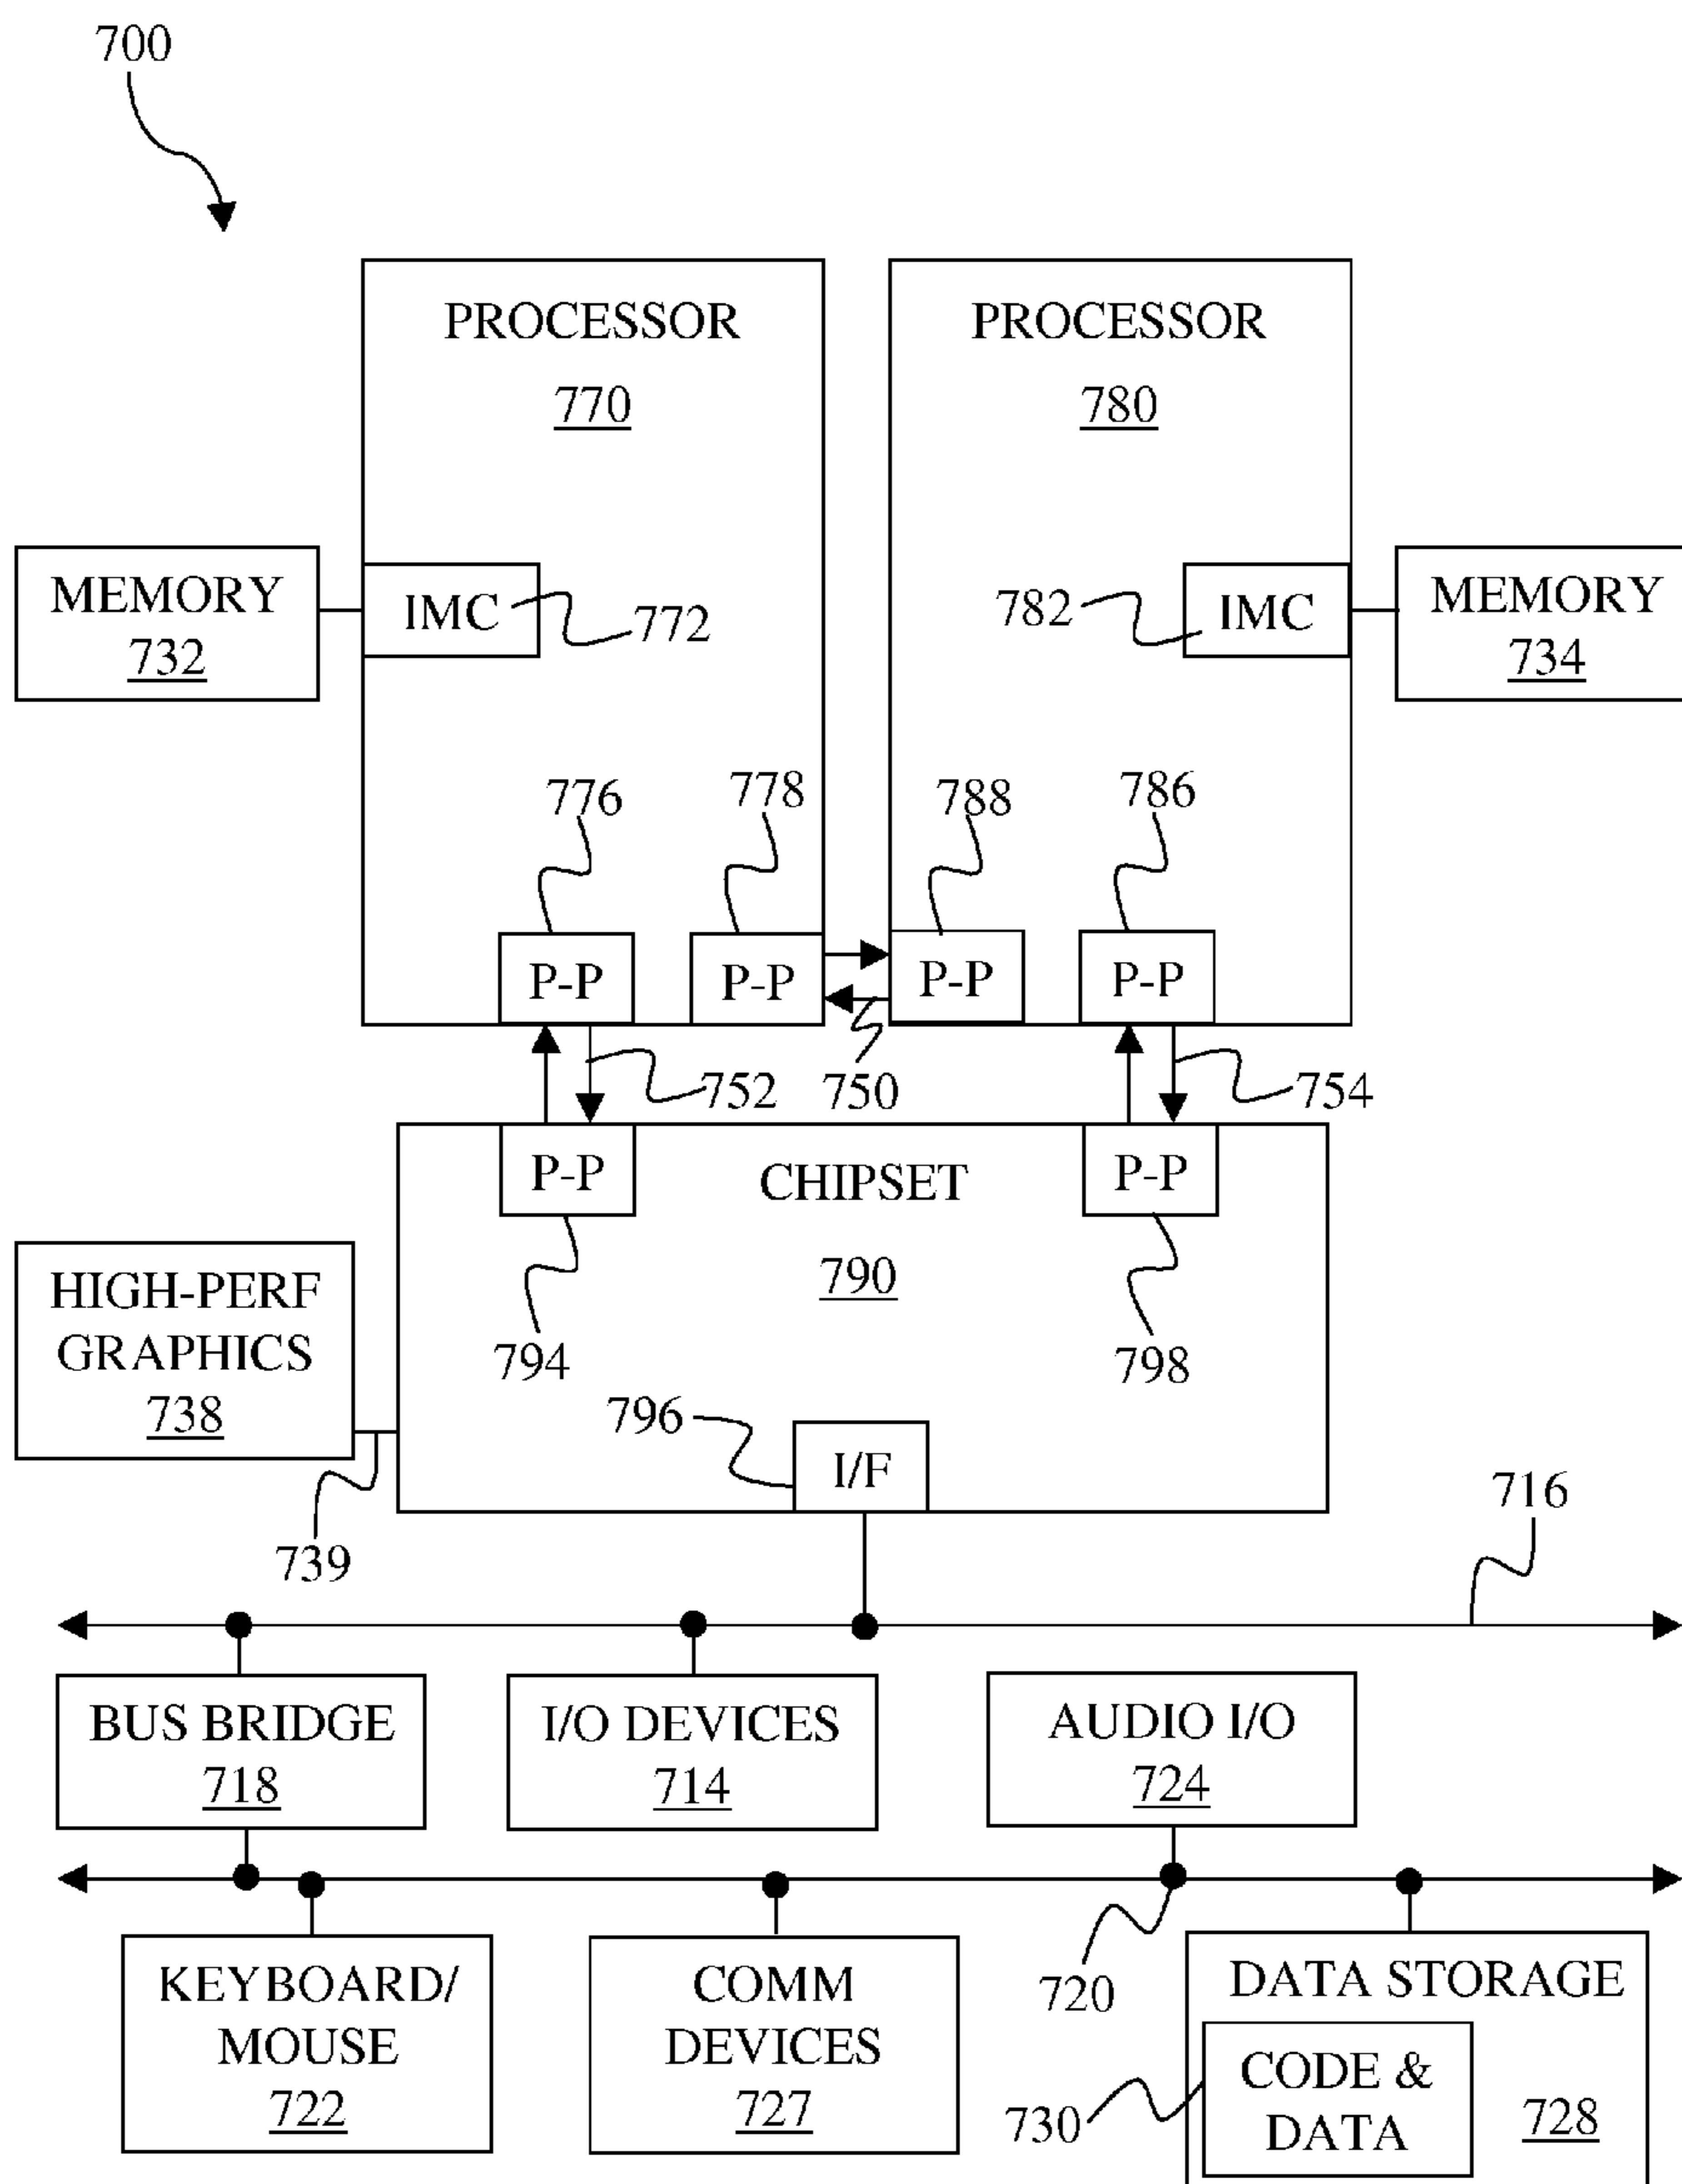 700
PROCESSOR
770
PROCESSOR
780
MEMORY
732
IMC
772
782
IMC
MEMORY
734
776
778
788
786
P-P
P-P
P-P
P-P
752
750
754
P-P
CHIPSET
P-P
790
HIGH-PERF
GRAPHICS
738
794
798
796
I/F
739
716
BUS BRIDGE
718
I/O DEVICES
714
AUDIO I/O
724
KEYBOARD/
MOUSE
722
COMM
DEVICES
727
720
DATA STORAGE
CODE &
DATA
730
728